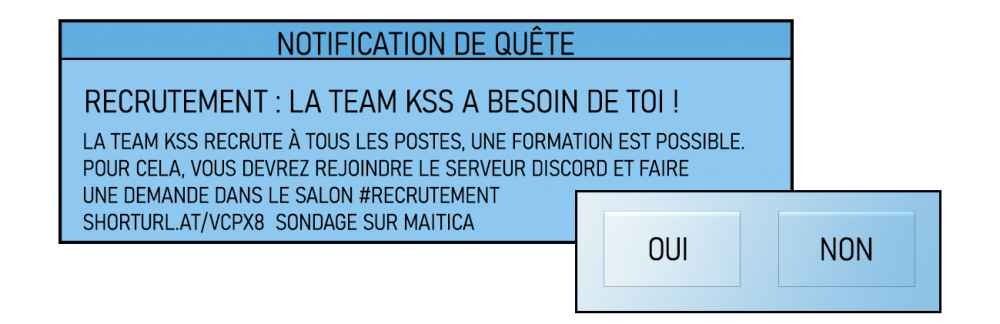 NOTIFICATION DE QUÊTE
RECRUTEMENT : LA TEAM KSS A BESOIN DE TOI !
LA TEAM KSS RECRUTE À TOUS LES POSTES, UNE FORMATION EST POSSIBLE.
POUR CELA, VOUS DEVREZ REJOINDRE LE SERVEUR DISCORD ET FAIRE
UNE DEMANDE DANS LE SALON #RECRUTEMENT
SHORTURL.AT/VCPX8 SONDAGE SUR MAITICA
OUI
NON